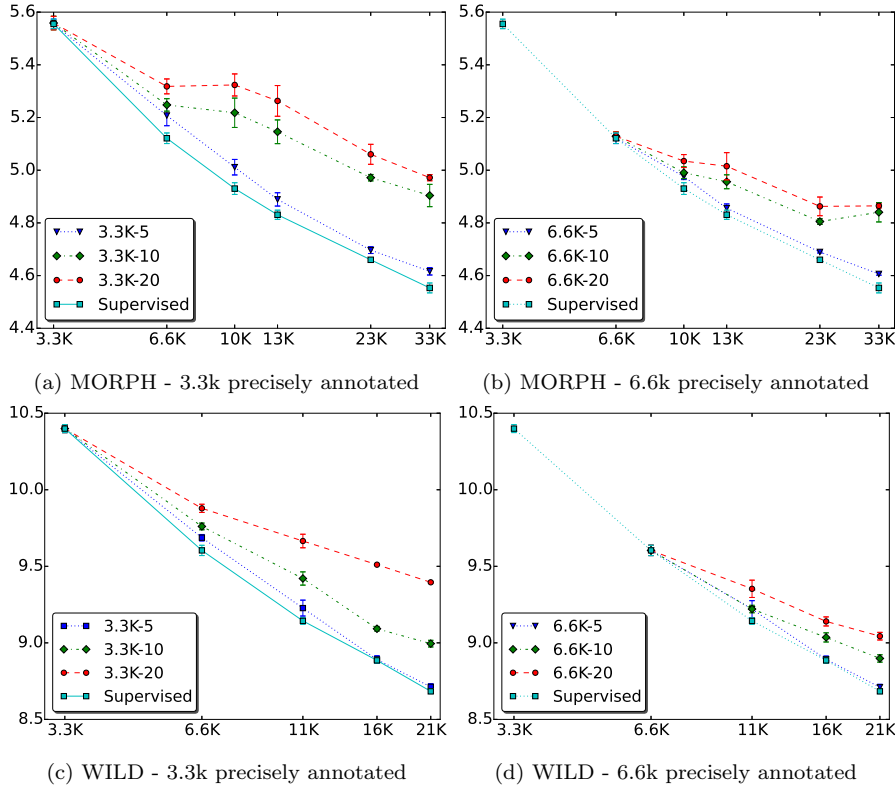 5.6
5.4
5.2
5.0
4.8
4.6
4.4
3.3K-5
3.3K-10
3.3K-20
Supervised
3.3K 6.6K 10K 13K 23K 33K
(a) MORPH - 3.3k precisely annotated
5.6
5.4
5.2
5.0
4.8
4.6
4.4
6.6K-5
6.6K-10
6.6K-20
Supervised
3.3K 6.6K 10K 13K 23K 33K
(b) MORPH - 6.6k precisely annotated
10.5
10.0
9.5
9.0
8.5
3.3K-5
3.3K-10
3.3K-20
Supervised
3.3K 6.6K 11K 16K 21K
(c) WILD - 3.3k precisely annotated
10.5
10.0
9.5
9.0
8.5
6.6K-5
6.6K-10
6.6K-20
Supervised
3.3K 6.6K 11K 16K 21K
(d) WILD - 6.6k precisely annotated